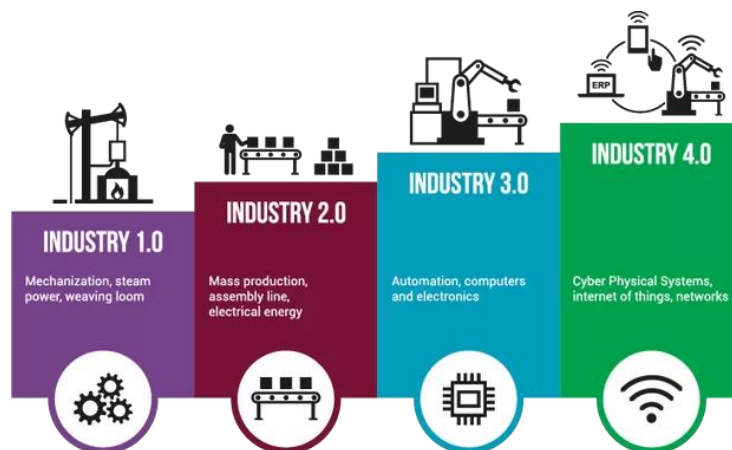 ERP
INDUSTRY 1.0
Mechanization, steam
power, weaving loom
INDUSTRY 2.0
Mass production,
assembly line,
electrical energy
INDUSTRY 3.0
Automation, computers
and electronics
INDUSTRY 4.0
Cyber Physical Systems,
internet of things, networks